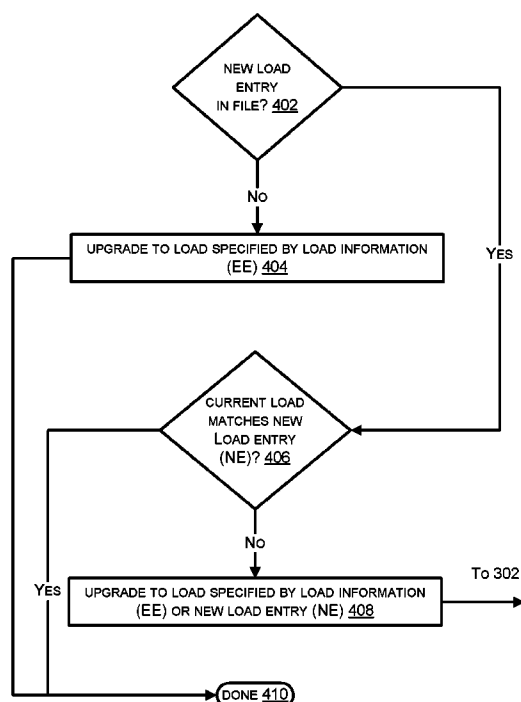 NEW LOAD
ENTRY
IN FILE? 402
NO
UPGRADE TO LOAD SPECIFIED BY LOAD INFORMATION
(EE) 404
YES
CURRENT LOAD
MATCHES NEW
LOAD ENTRY
(NE)? 406
NO
YES
UPGRADE TO LOAD SPECIFIED BY LOAD INFORMATION
(EE) OR NEW LOAD ENTRY (NE) 408
TO 302
DONE 410